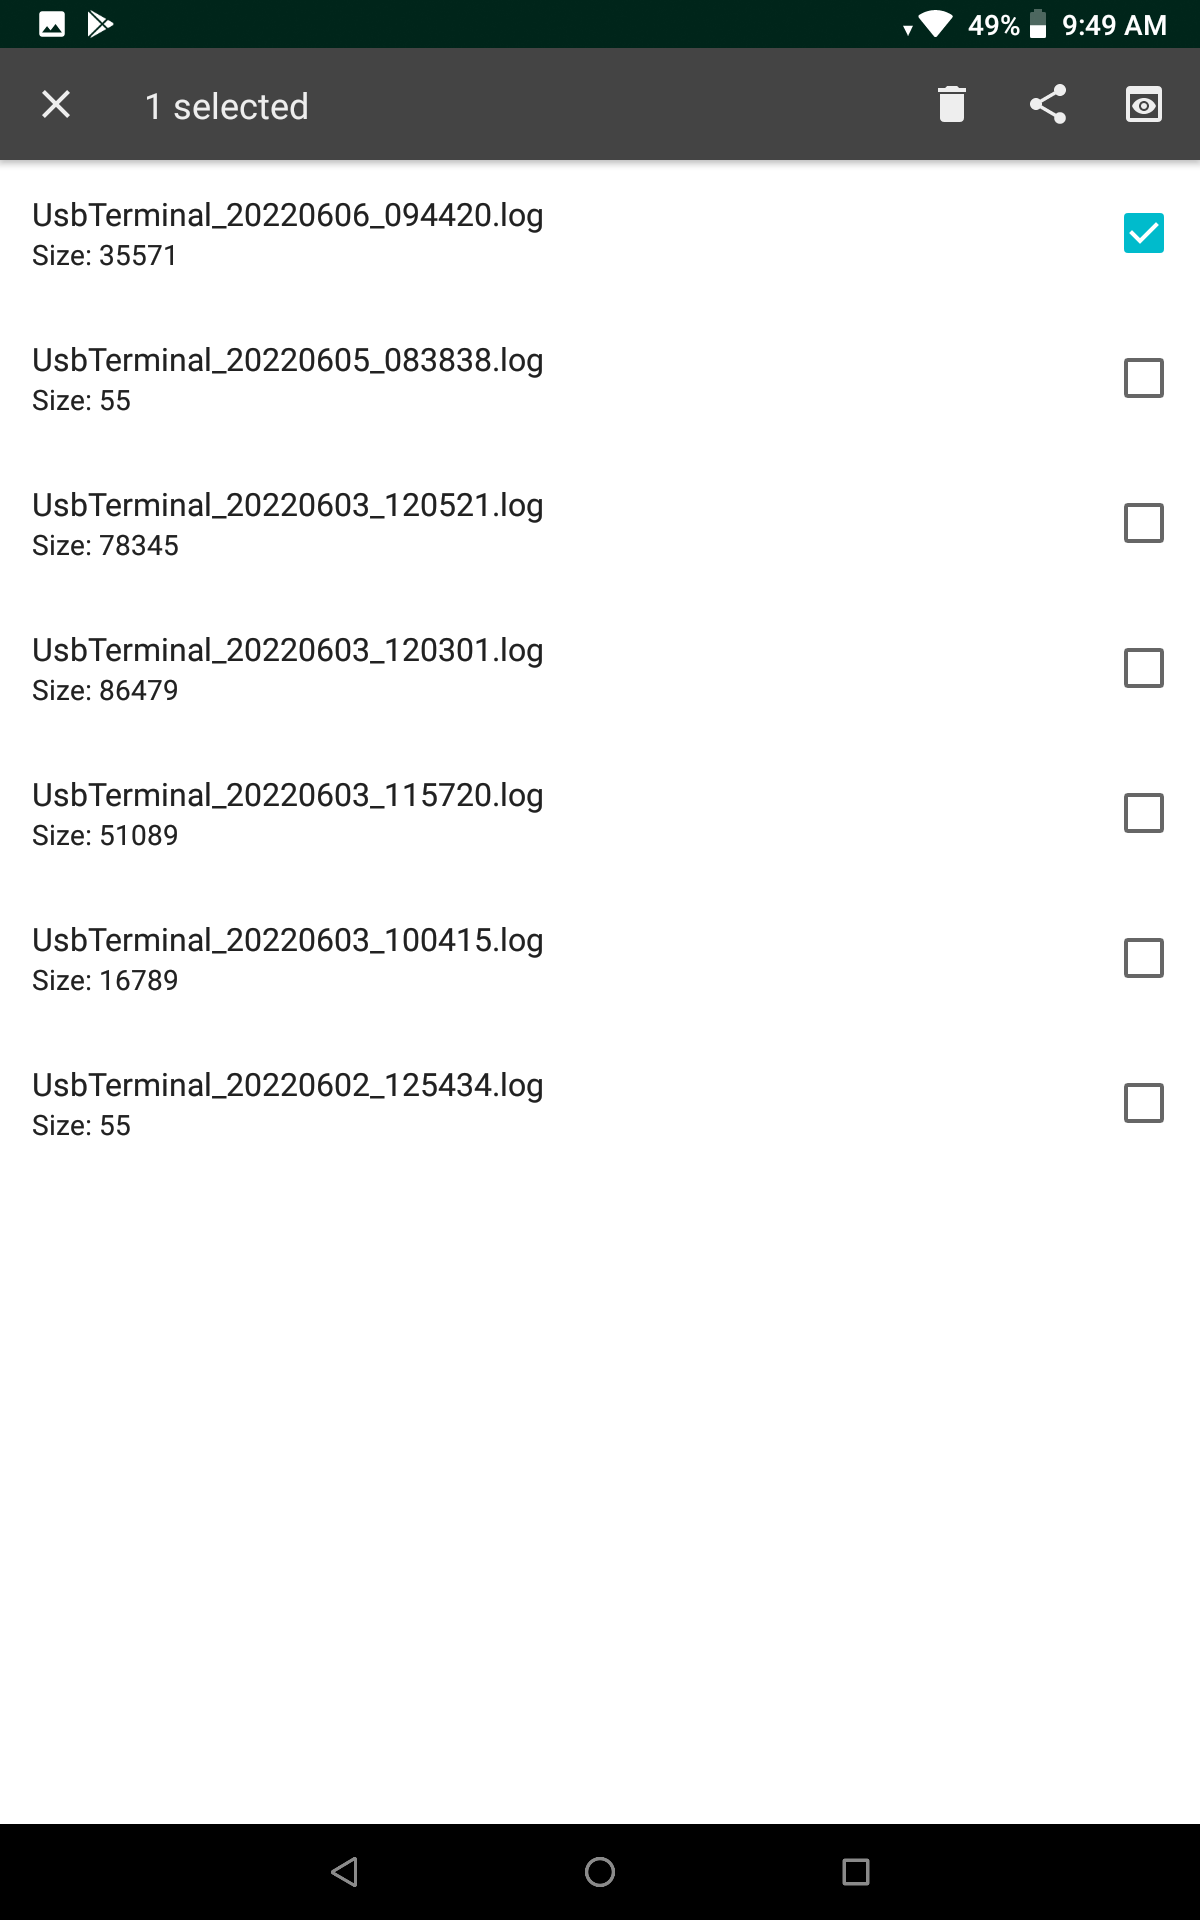 49% 9:49 AM
1 selected
UsbTerminal_20220606_094420.log
Size: 35571
UsbTerminal_20220605_083838.log
Size: 55
UsbTerminal_20220603_120521.log
Size: 78345
UsbTerminal_20220603_120301.log
Size: 86479
UsbTerminal_20220603_115720.log
Size: 51089
UsbTerminal_20220603_100415.log
Size: 16789
UsbTerminal_20220602_125434.log
Size: 55